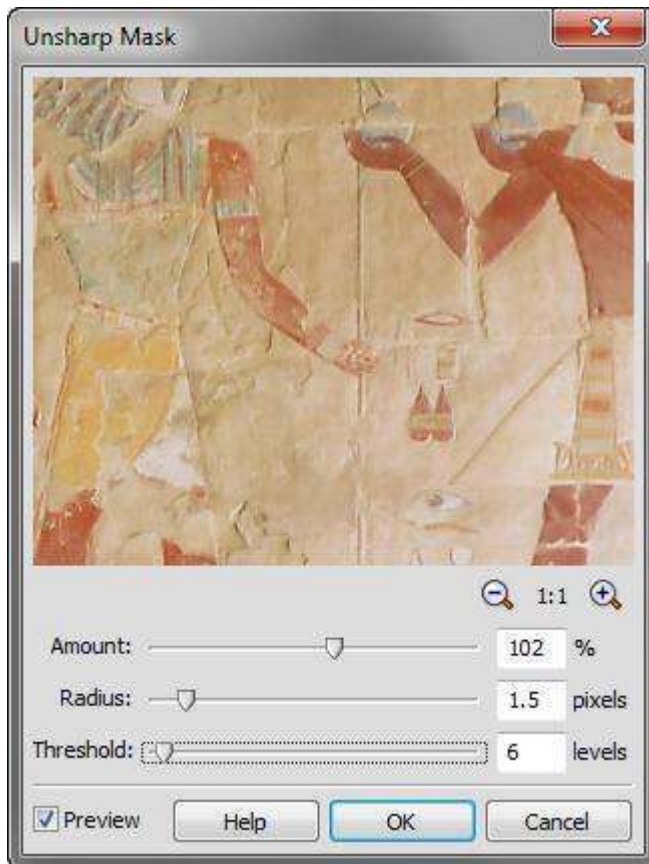 Unsharp Mask
1:1
Amount: 102 %
Radius: 1.5 pixels
Threshold: 6 levels
Preview Help OK Cancel